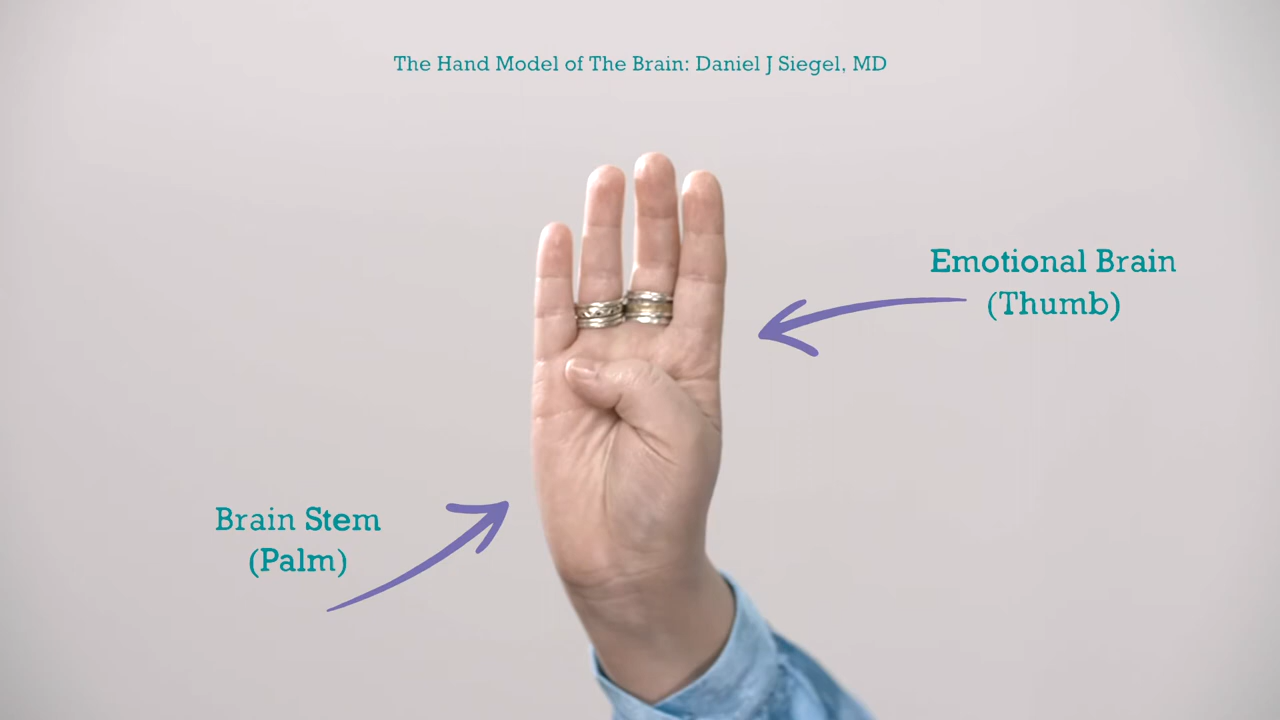 The Hand Model of The Brain: Daniel J Siegel, MD
Emotional Brain
(Thumb)
Brain Stem
(Palm)